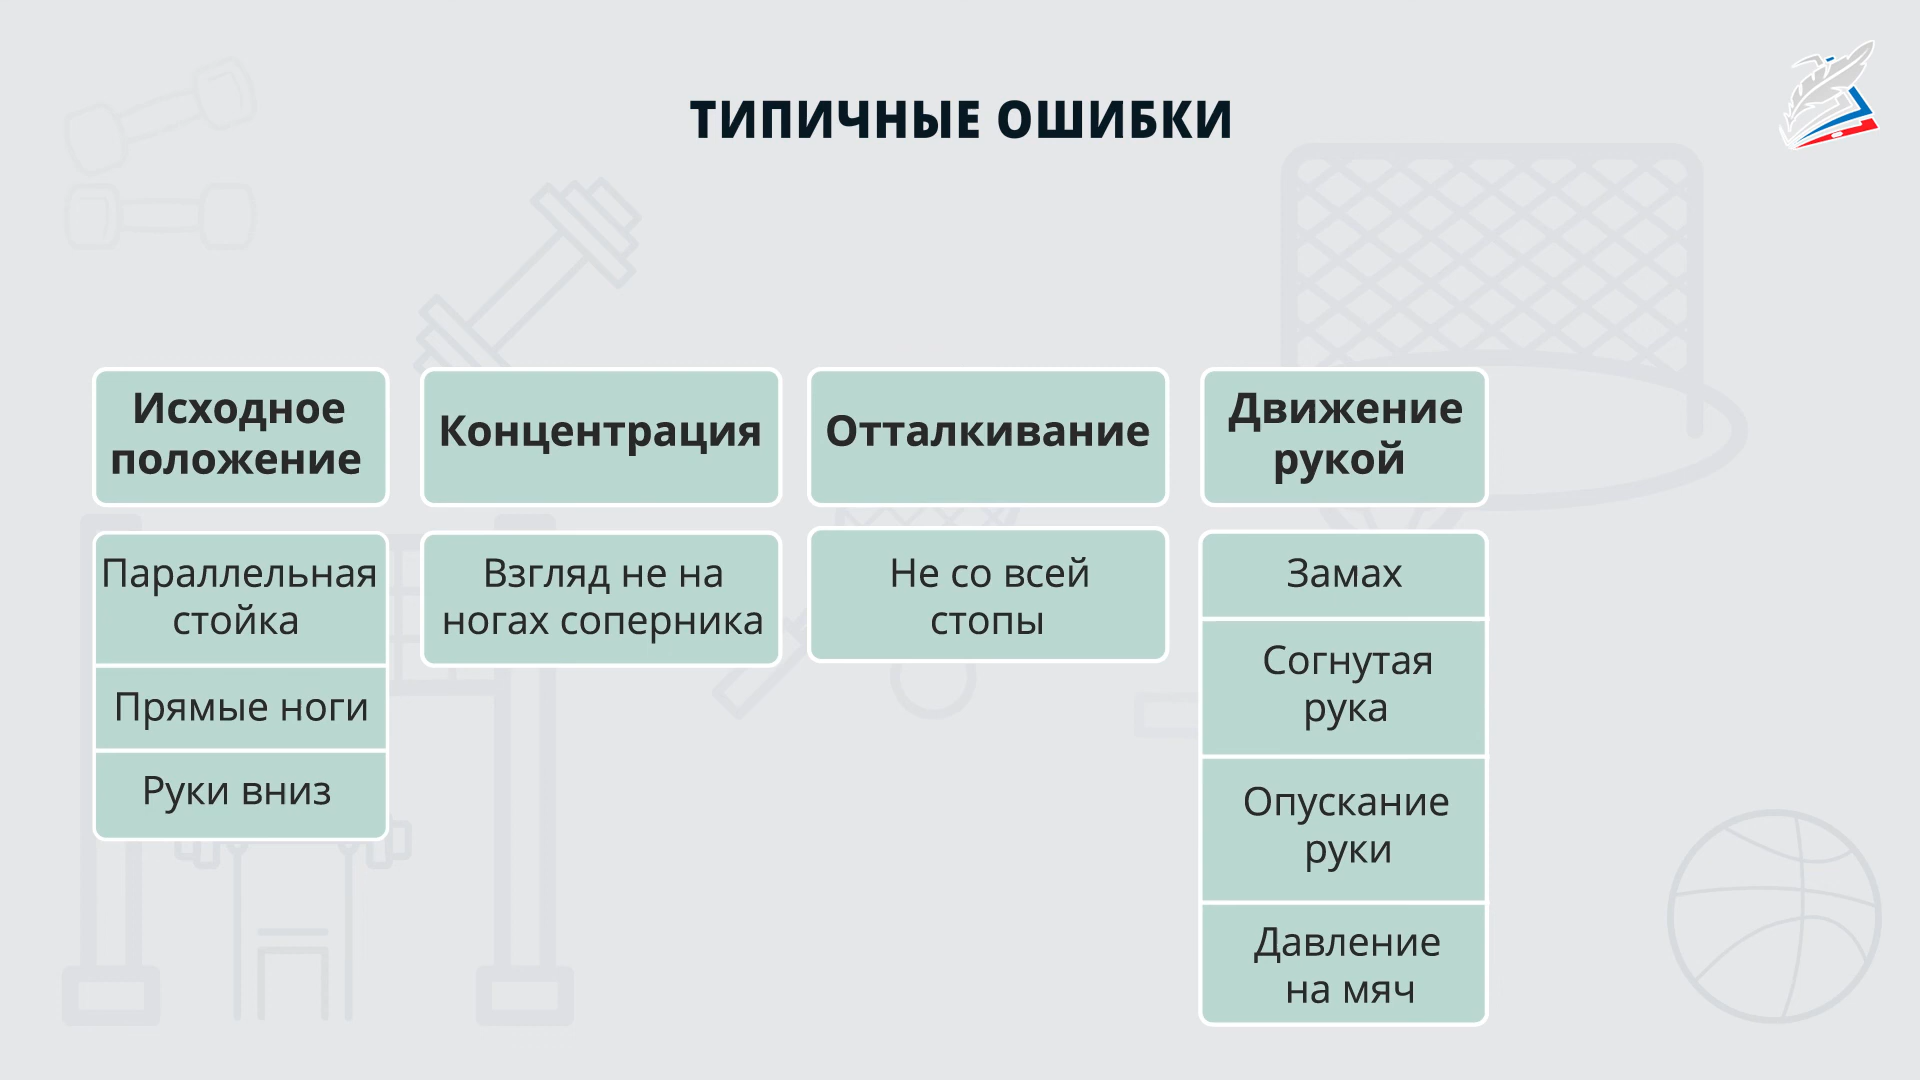 ТИПИЧНЫЕ ОШИБКИ
Исходное
положение
Параллельная
стойка
Прямые ноги
Руки вниз
Концентрация
Взгляд не на
ногах соперника
Отталкивание
Не со всей
стопы
Движение
рукой
Замах
Согнутая
рука
Опускание
руки
Давление
на мяч